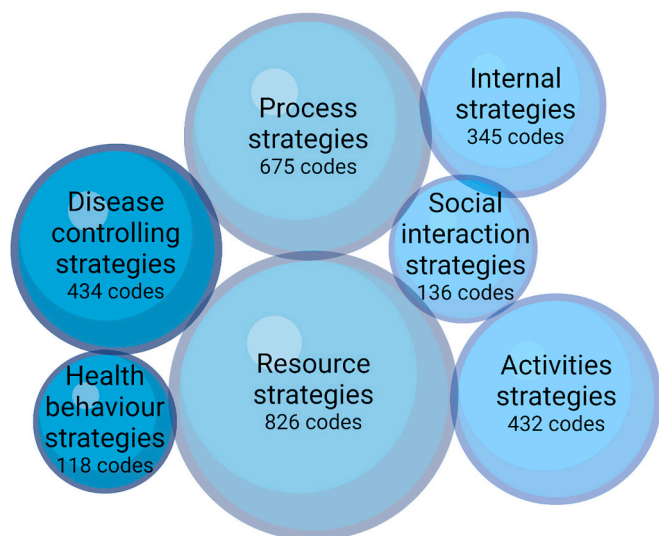 Process
strategies
675 codes
Internal
strategies
345 codes
Disease
controlling
strategies
434 codes
Social
interaction
strategies
136 codes
Health
behaviour
strategies
118 codes
Resource
strategies
826 codes
Activities
strategies
432 codes